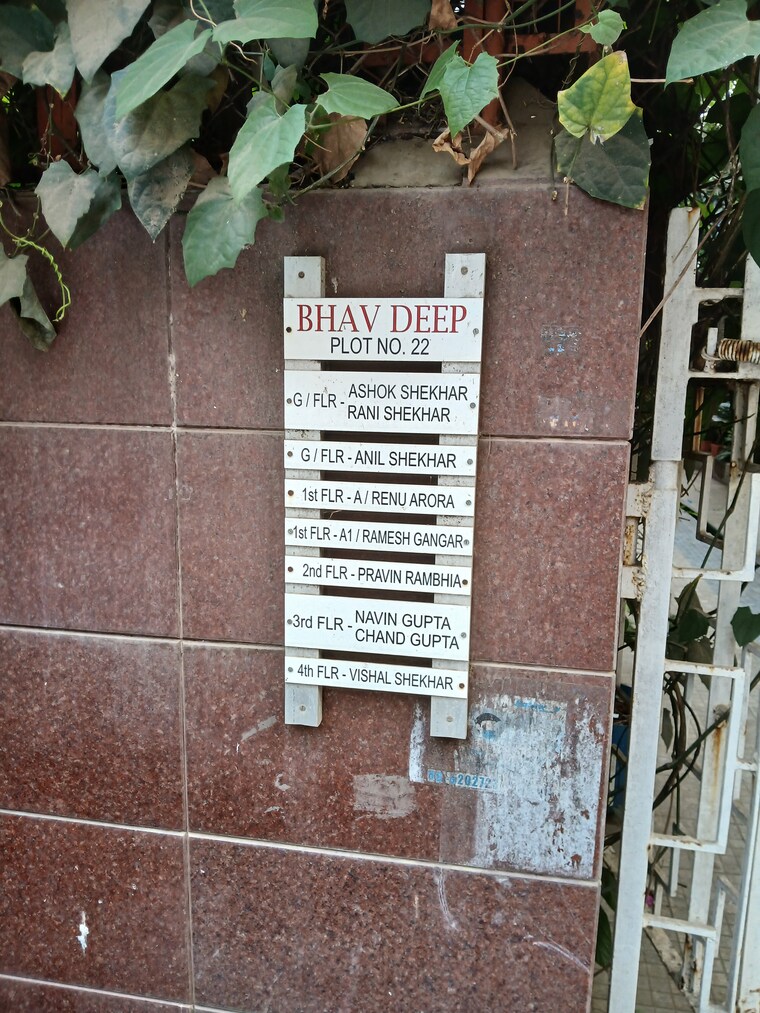 BHAV DEEP
PLOT NO. 22
G / FLR - ASHOK SHEKHAR
RANI SHEKHAR
G / FLR - ANIL SHEKHAR
1st FLR - A / RENU ARORA
1st FLR - A1 / RAMESH GANGAR
2nd FLR - PRAVIN RAMBHIA
3rd FLR - NAVIN GUPTA
CHAND GUPTA
4th FLR - VISHAL SHEKHAR